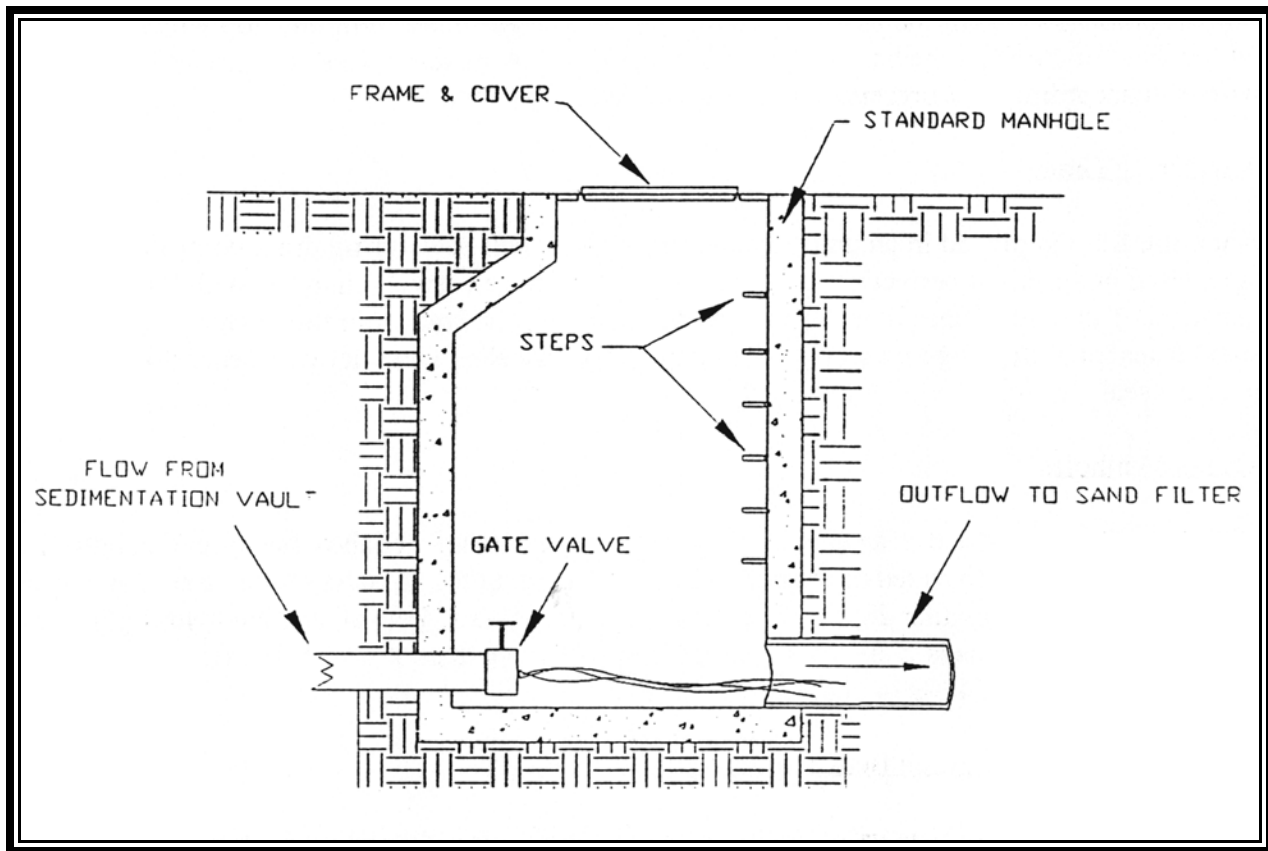 FRAME & COVER
STANDARD MANHOLE
STEPS
FLOW FROM
SEDIMENTATION VAULT
OUTFLOW TO SAND FILTER
GATE VALVE